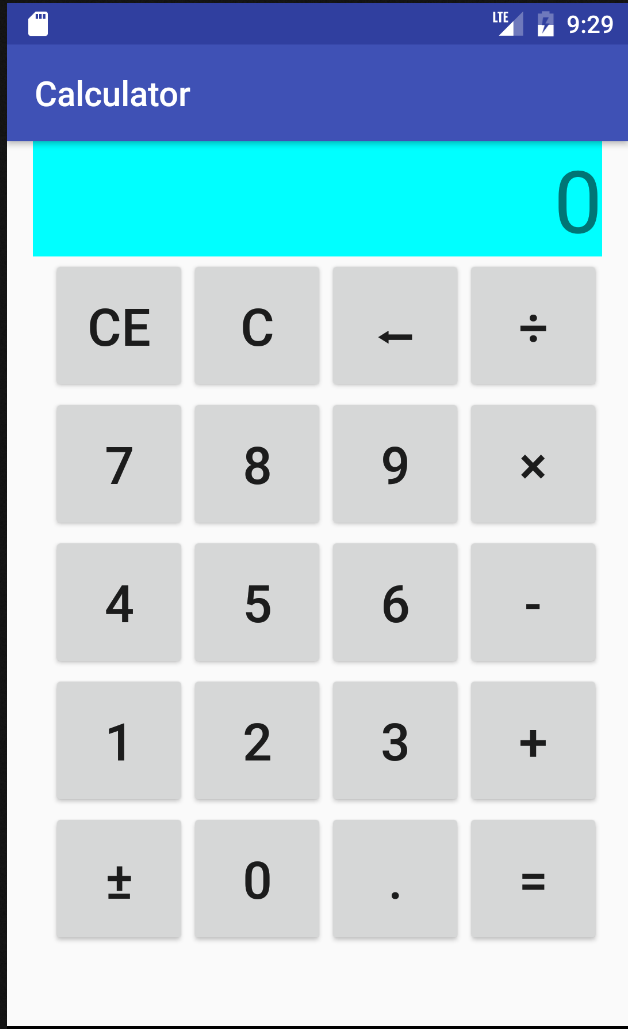 LTE 9:29
Calculator
0
CE C ← ÷
7 8 9 ×
4 5 6 -
1 2 3 +
± 0 . =